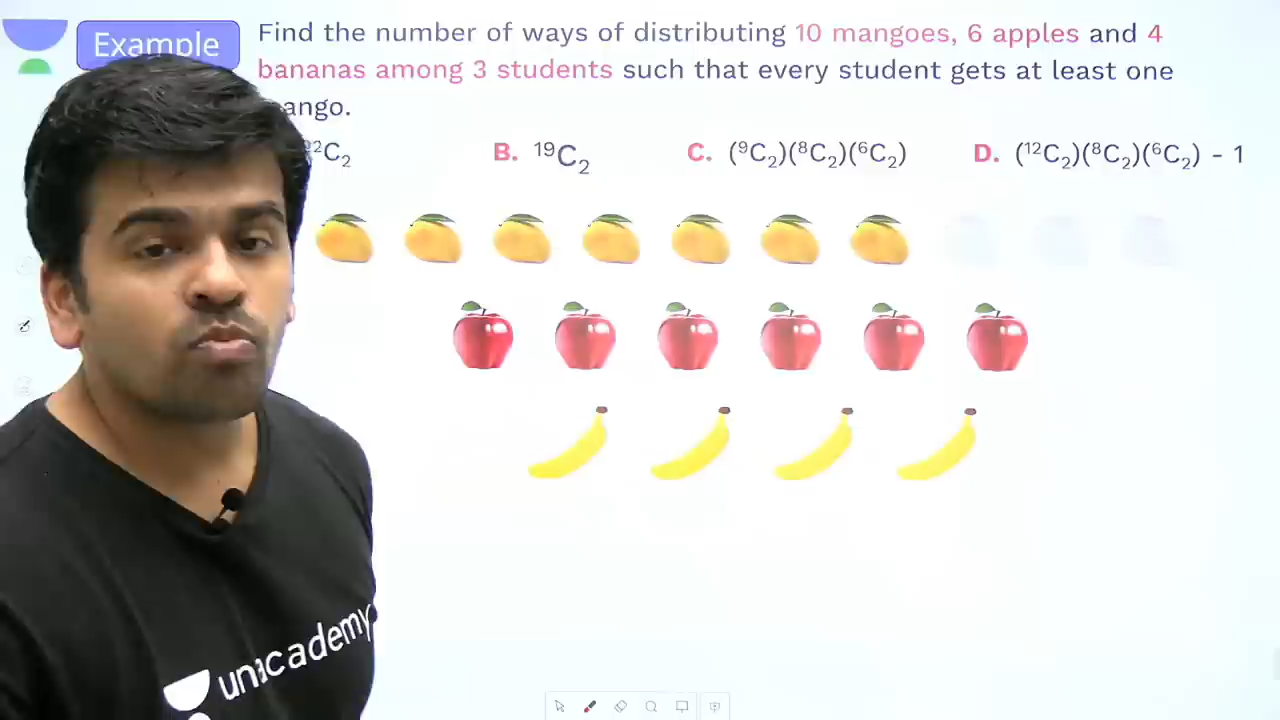 Example
Find the number of ways of distributing 10 mangoes, 6 apples and 4
bananas among 3 students such that every student gets at least one
ango.
²²C₂
B. ¹⁹C₂
C. (⁹C₂)(⁸C₂)(⁶C₂)
D. (¹²C₂)(⁸C₂)(⁶C₂) - 1
unacademy